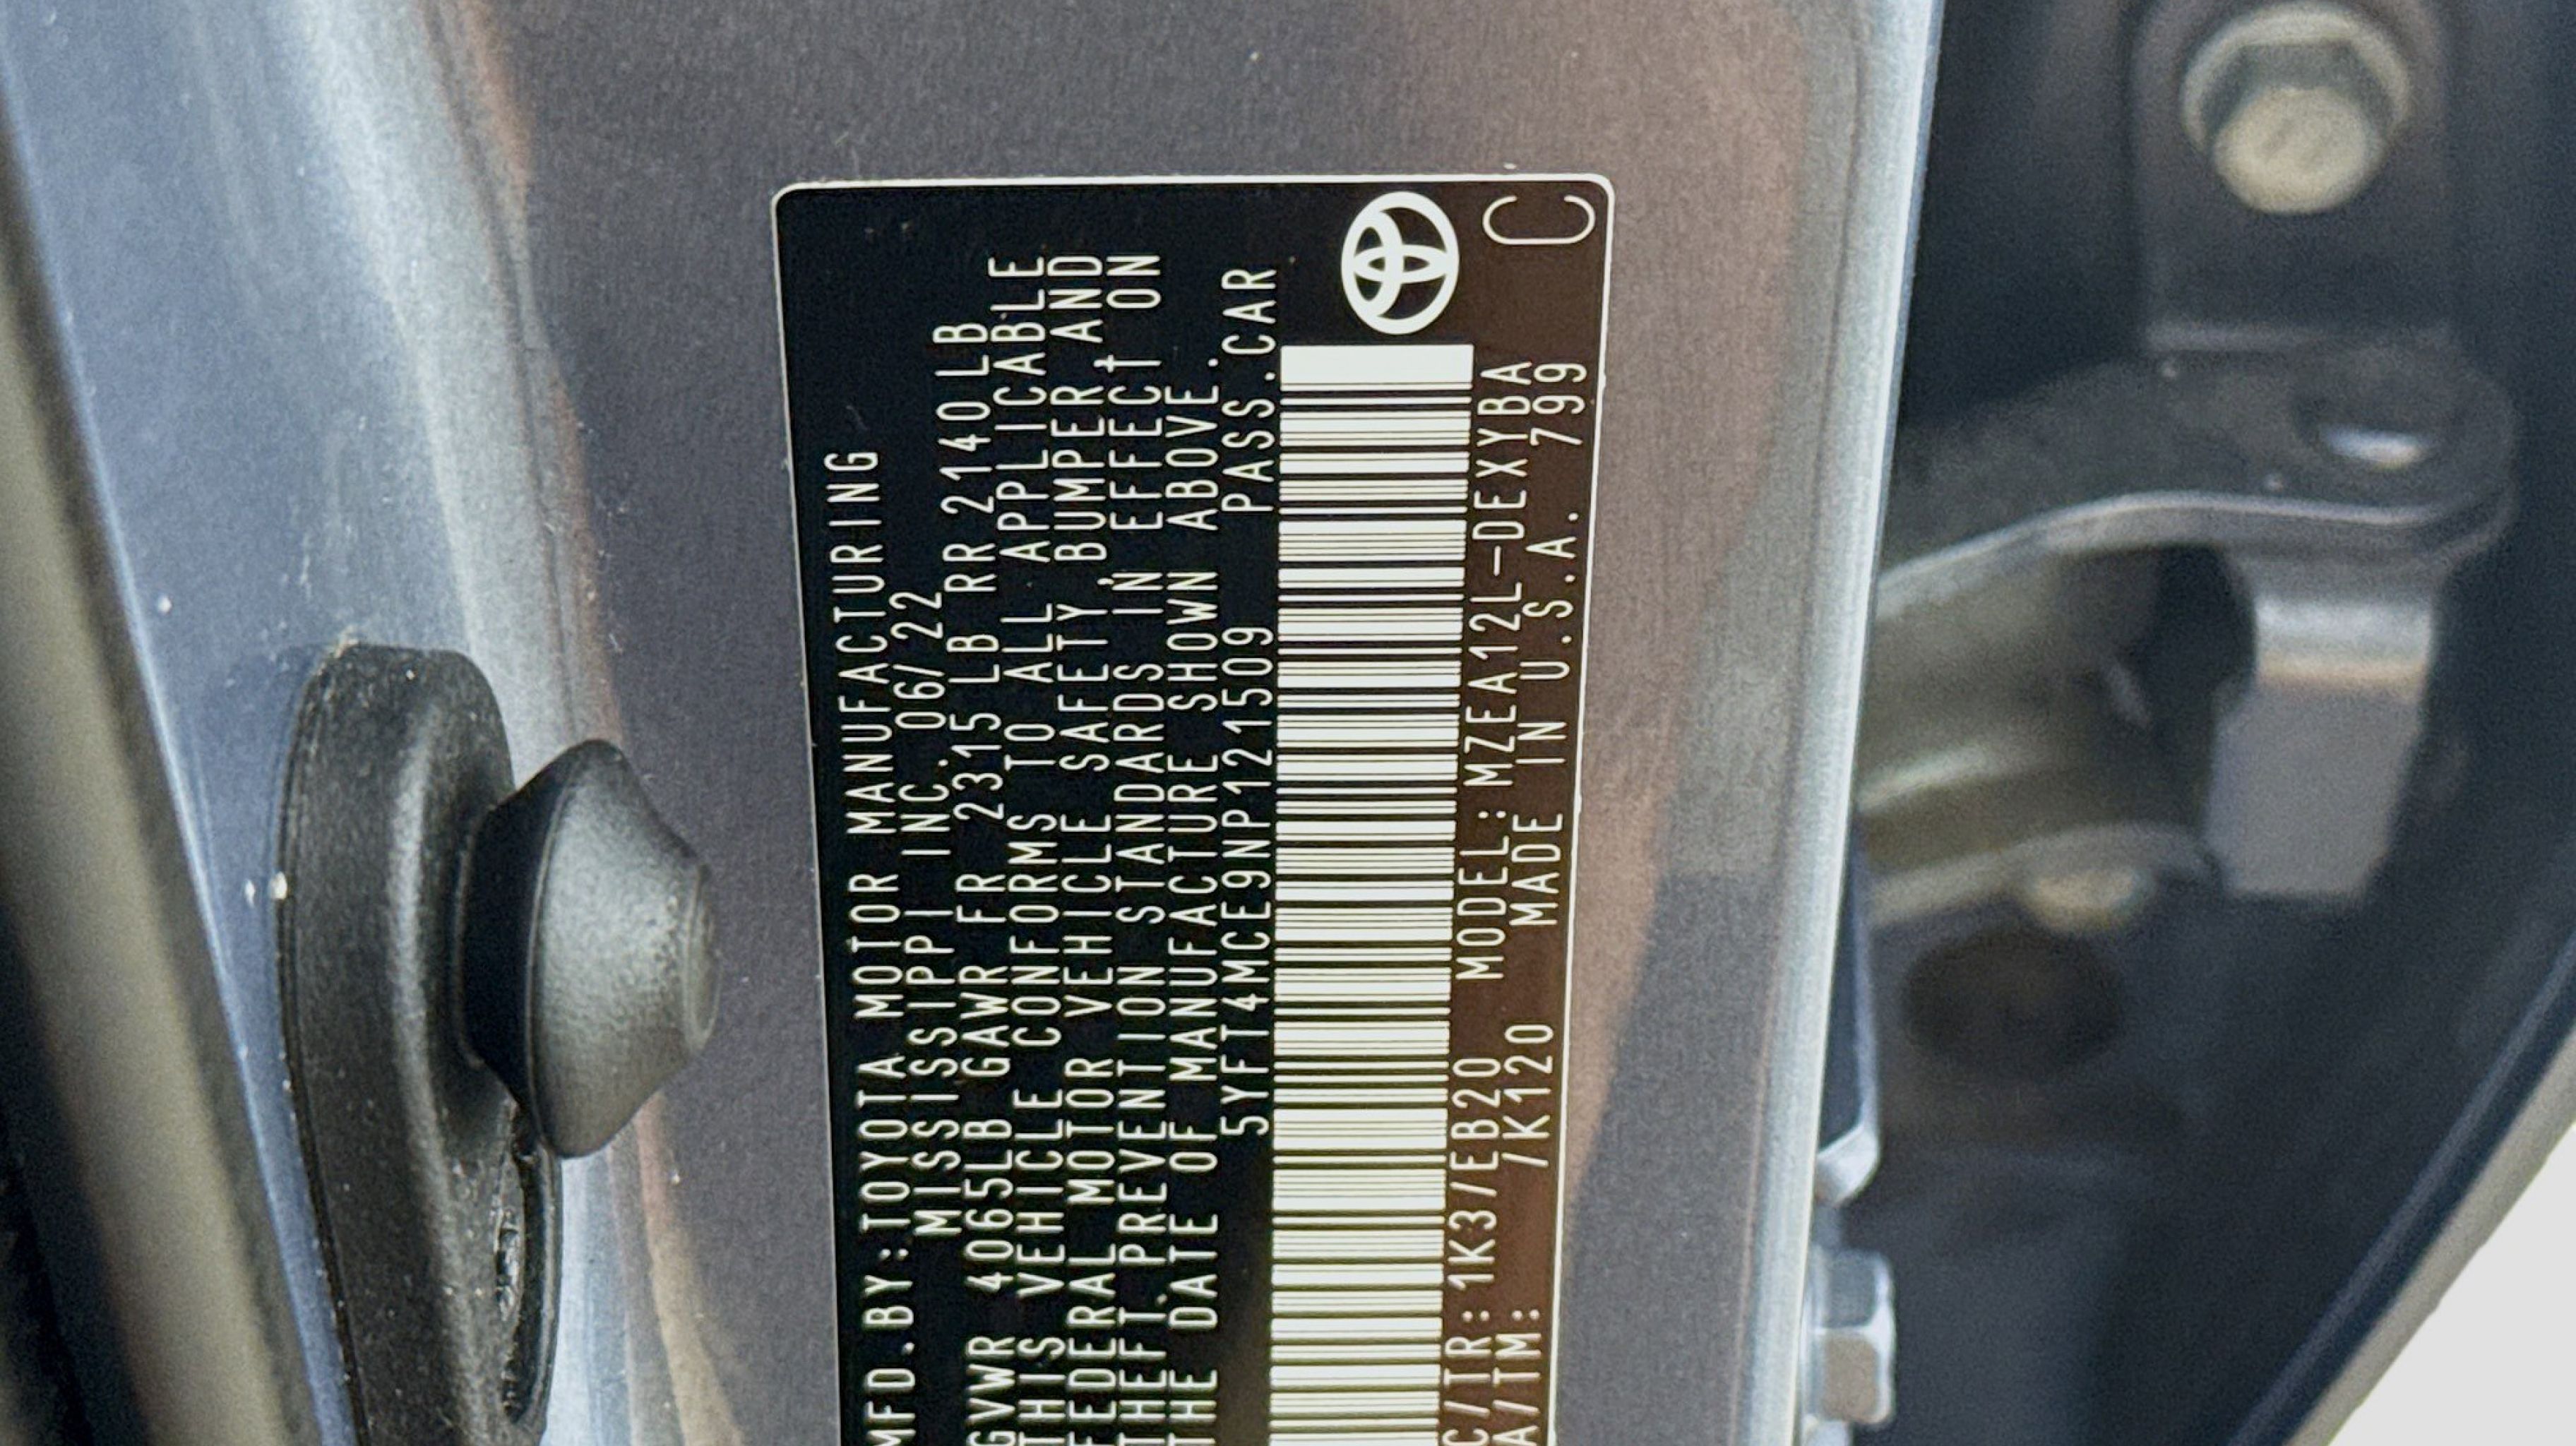 MFD.BY:TOYOTA MOTOR MANUFACTURING
MISSISSIPPI INC. 06/22
GVWR 4065LB GAWR FR 2315 LB RR 2140LB
THIS VEHICLE CONFORMS TO ALL APPLICABLE
FEDERAL MOTOR VEHICLE SAFETY,BUMPER,AND
THEFT PREVENTION STANDARDS IN EFFECT ON
THE DATE OF MANUFACTURE SHOWN ABOVE.
5YFT4MCE9NP121509 PASS.CAR
C/TR:1K3/EB20 MODEL:MZEA12L-DEXYBA
A/TM: /K120 MADE IN U.S.A. 799
C